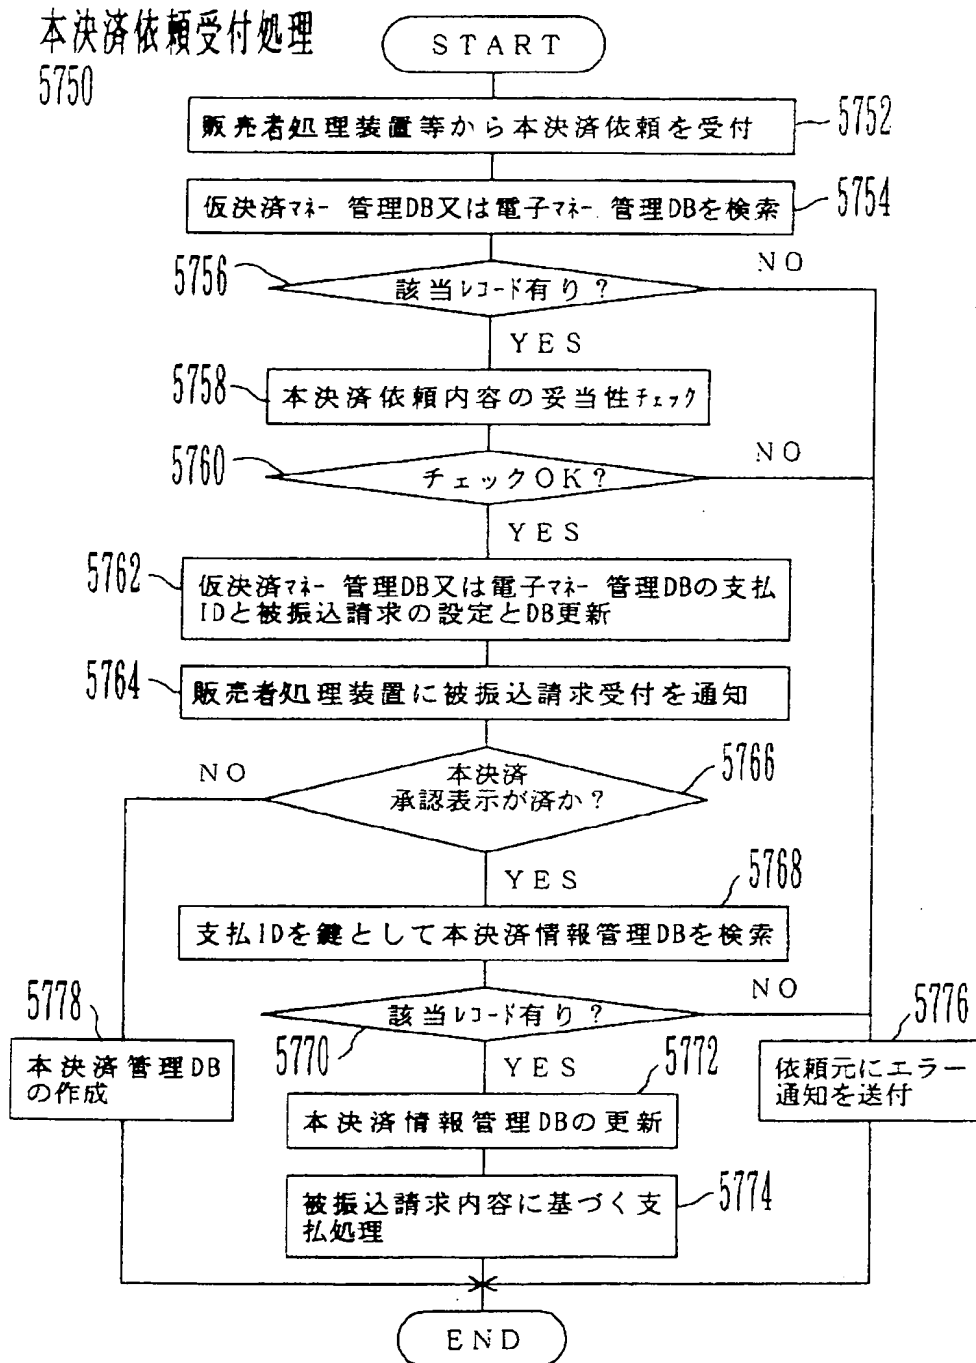 本決済依頼受付処理
5750
START
販売者処理装置等から本決済依頼を受付
5752
仮決済ﾏﾈｰ 管理DB又は電子ﾏﾈｰ 管理DBを検索
5754
5756
該当ﾚｺｰﾄﾞ有り?
NO
YES
5758
本決済依頼内容の妥当性ﾁｪｯｸ
5760
チェックOK?
NO
YES
5762
仮決済ﾏﾈｰ 管理DB又は電子ﾏﾈｰ 管理DBの支払
IDと被振込請求の設定とDB更新
5764
販売者処理装置に被振込請求受付を通知
NO
本決済
承認表示が済か?
5766
YES
5768
支払IDを鍵として本決済情報管理DBを検索
5778
該当ﾚｺｰﾄﾞ有り?
NO
5776
5770
YES
5772
本決済管理DB
の作成
依頼元にエラー
通知を送付
本決済情報管理DBの更新
被振込請求内容に基づく支
払処理
5774
END